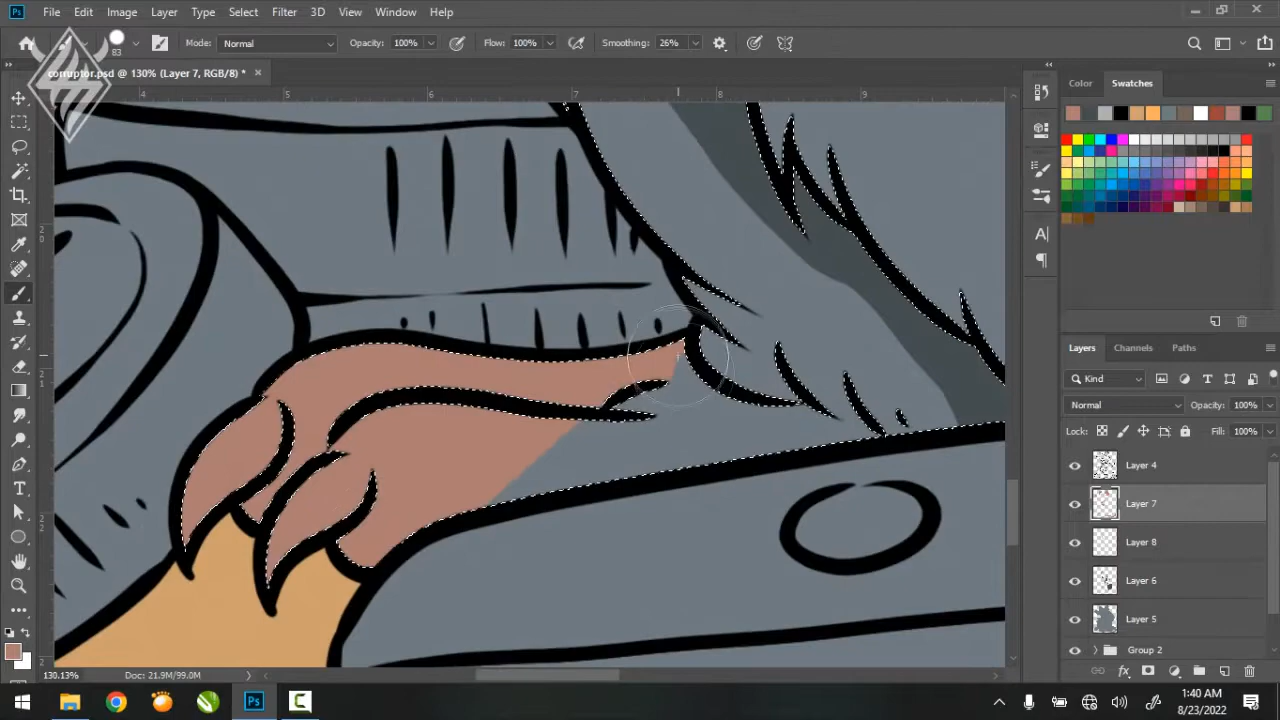 Ps File Edit Image Layer Type Select Filter 3D View Window Help
83 Mode: Normal Opacity: 100% Flow: 100% Smoothing: 26%
corruptor.psd @ 130% (Layer 7, RGB/8) * ×
Color Swatches
4 5 6 7 8 9
Layers Channels Paths
Kind
Normal Opacity: 100%
Lock: Fill: 100%
Layer 4
Layer 7
Layer 8
Layer 6
Layer 5
Group 2
130.13% Doc: 21.9M/99.0M
1:40 AM
8/23/2022